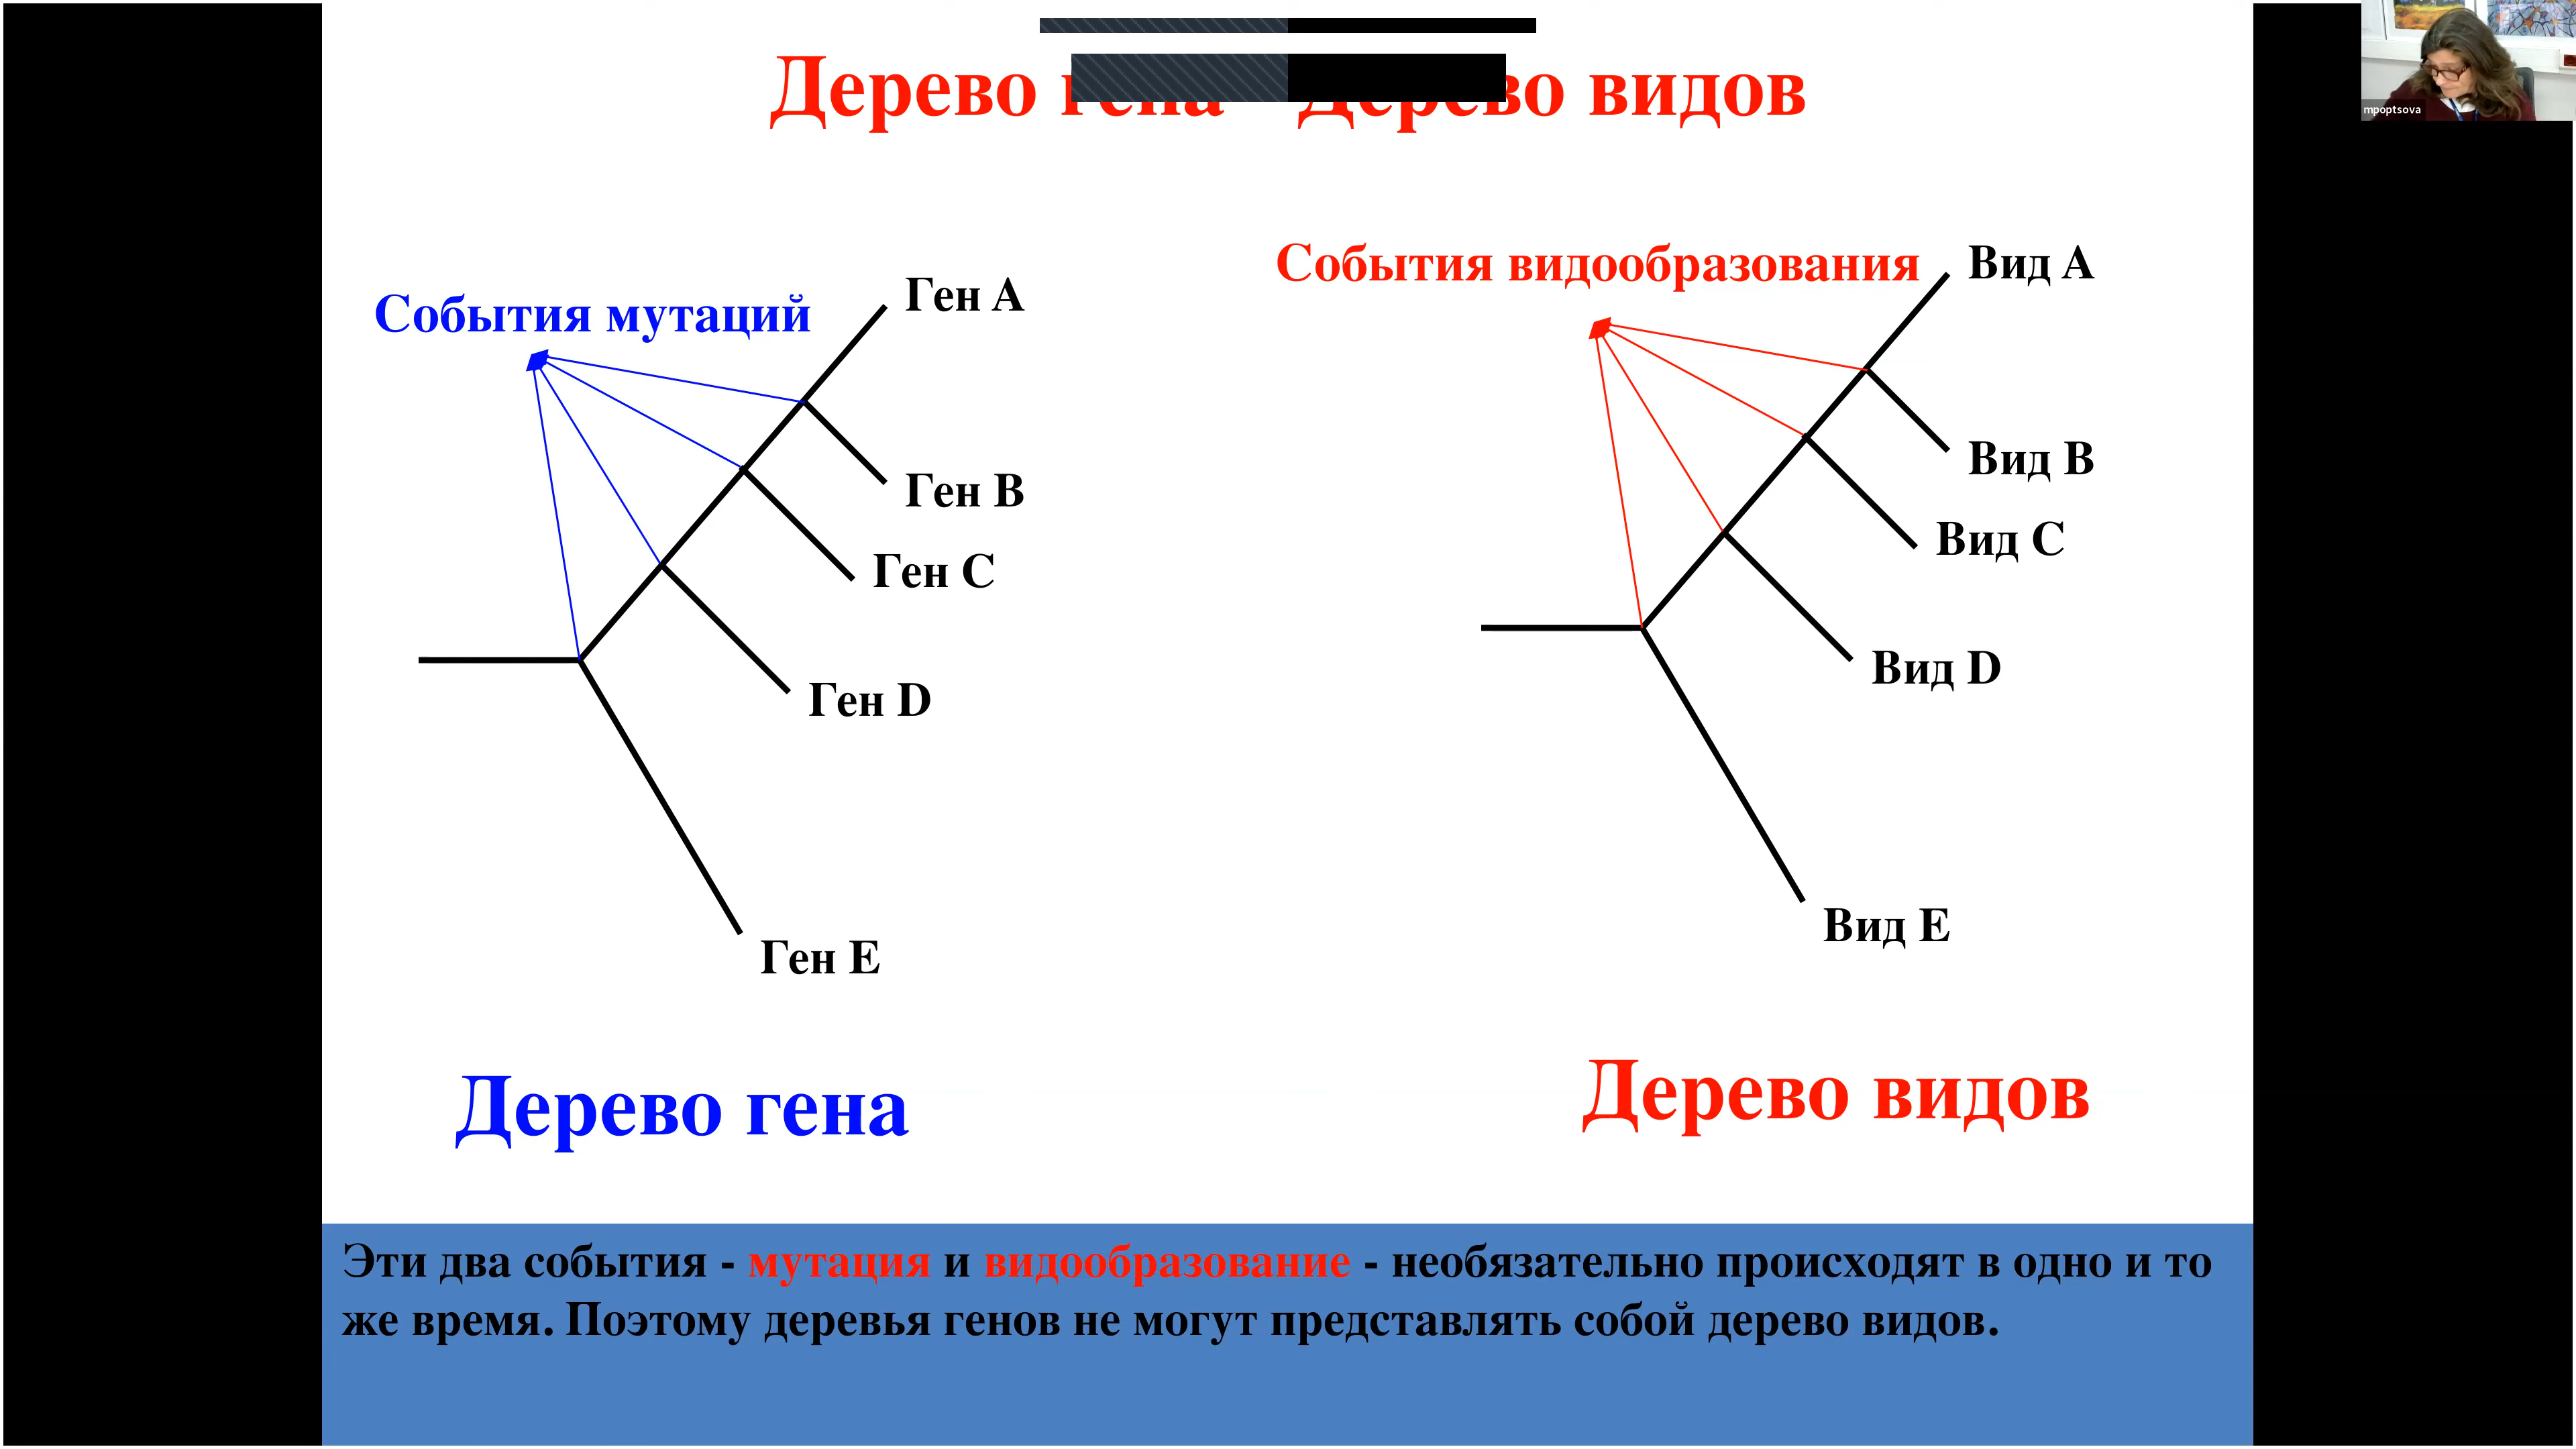 Дерево гена Дерево видов
mpoptsova
События видообразования
Вид A
События мутаций
Ген A
Вид B
Ген B
Вид C
Ген C
Вид D
Ген D
Вид E
Ген E
Дерево гена
Дерево видов
Эти два события - мутация и видообразование - необязательно происходят в одно и то
же время. Поэтому деревья генов не могут представлять собой дерево видов.